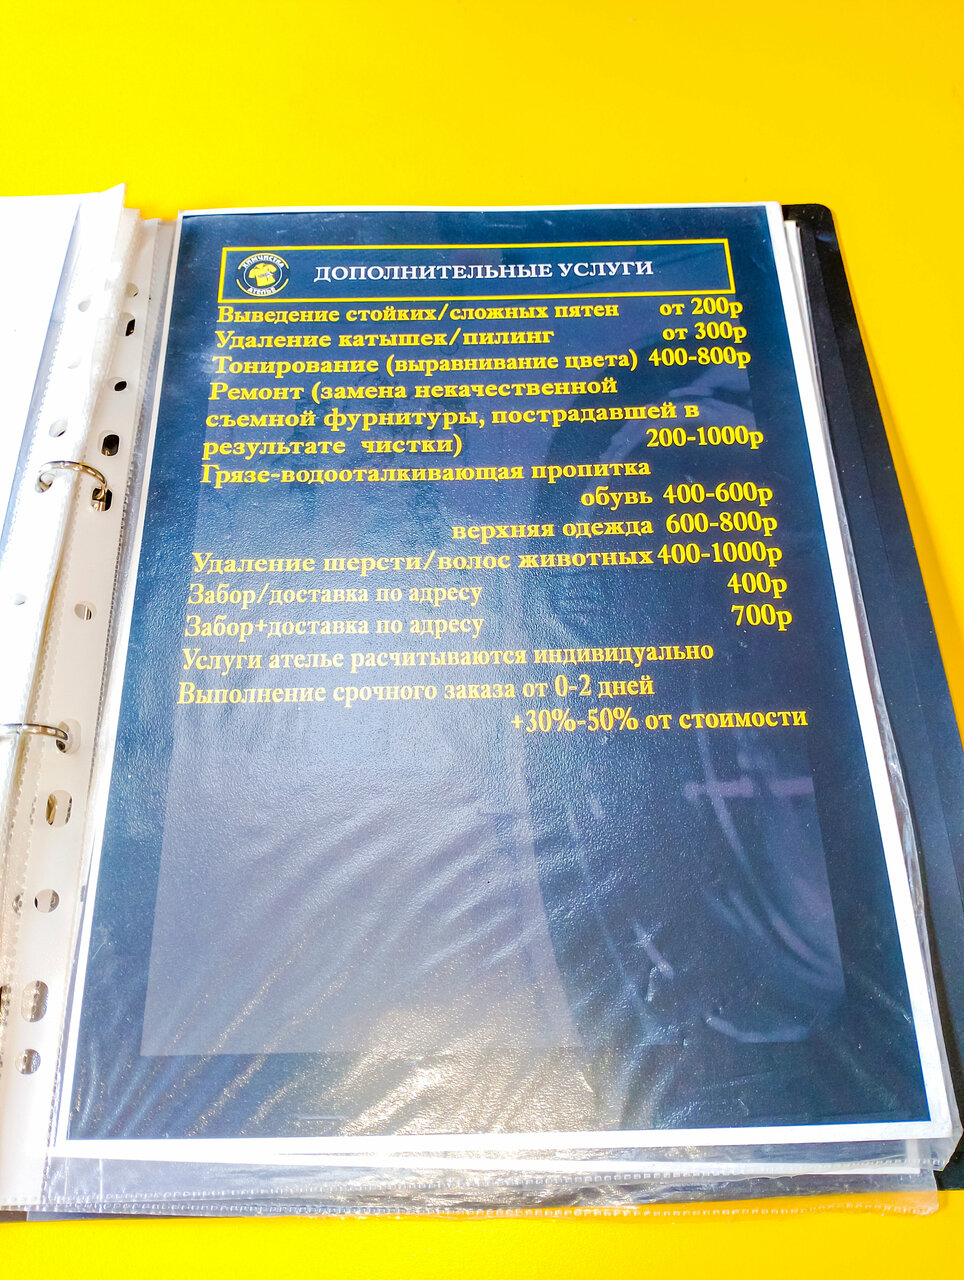 ХИМЧИСТКА
АТЕЛЬЕ
ДОПОЛНИТЕЛЬНЫЕ УСЛУГИ
Выведение стойких/сложных пятен от 200р
Удаление катышек/пилинг от 300р
Тонирование (выравнивание цвета) 400-800р
Ремонт (замена некачественной
съемной фурнитуры, пострадавшей в
результате чистки) 200-1000р
Грязе-водооталкивающая пропитка
обувь 400-600р
верхняя одежда 600-800р
Удаление шерсти/волос животных 400-1000р
Забор/доставка по адресу 400р
Забор+доставка по адресу 700р
Услуги ателье расчитываются индивидуально
Выполнение срочного заказа от 0-2 дней
+30%-50% от стоимости